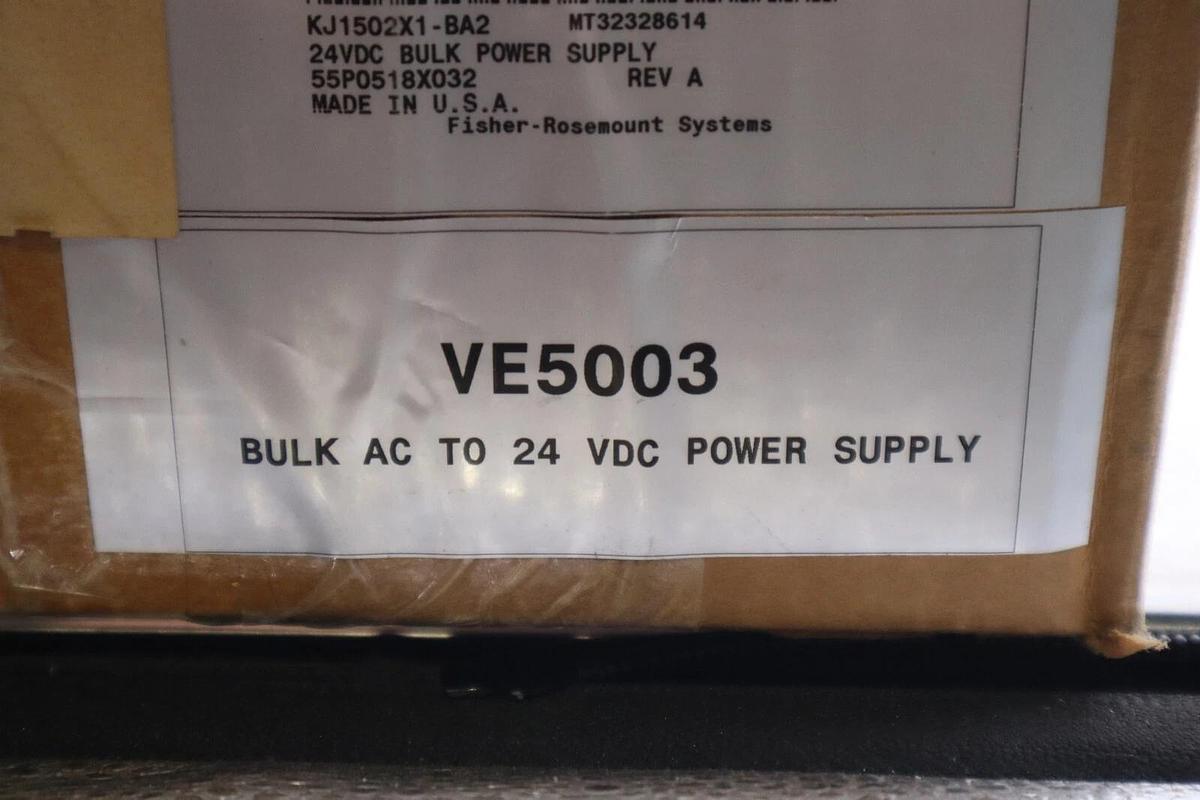 KJ1502X1-BA2 MT32328614
24VDC BULK POWER SUPPLY
55P0518X032 REV A
MADE IN U.S.A.
Fisher-Rosemount Systems
VE5003
BULK AC TO 24 VDC POWER SUPPLY